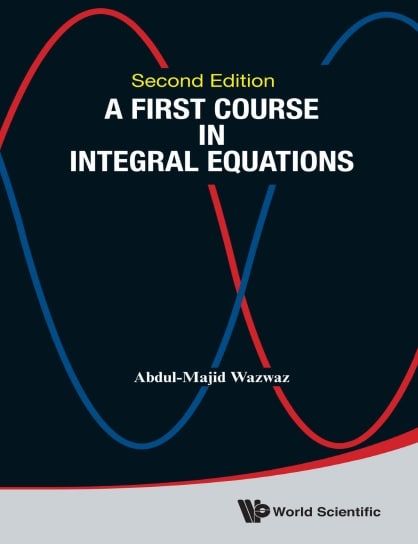 Second Edition
A FIRST COURSE
IN
INTEGRAL EQUATIONS
Abdul-Majid Wazwaz
World Scientific